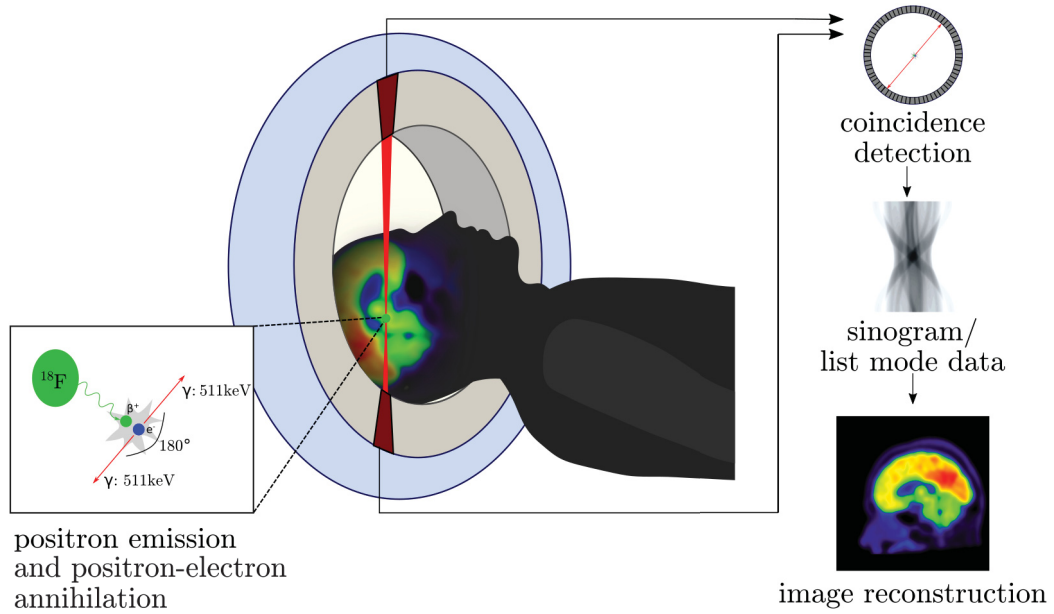 coincidence
detection
sinogram/
list mode data
image reconstruction
¹⁸F
β⁺
e⁻
γ: 511keV
180°
γ: 511keV
positron emission
and positron-electron
annihilation